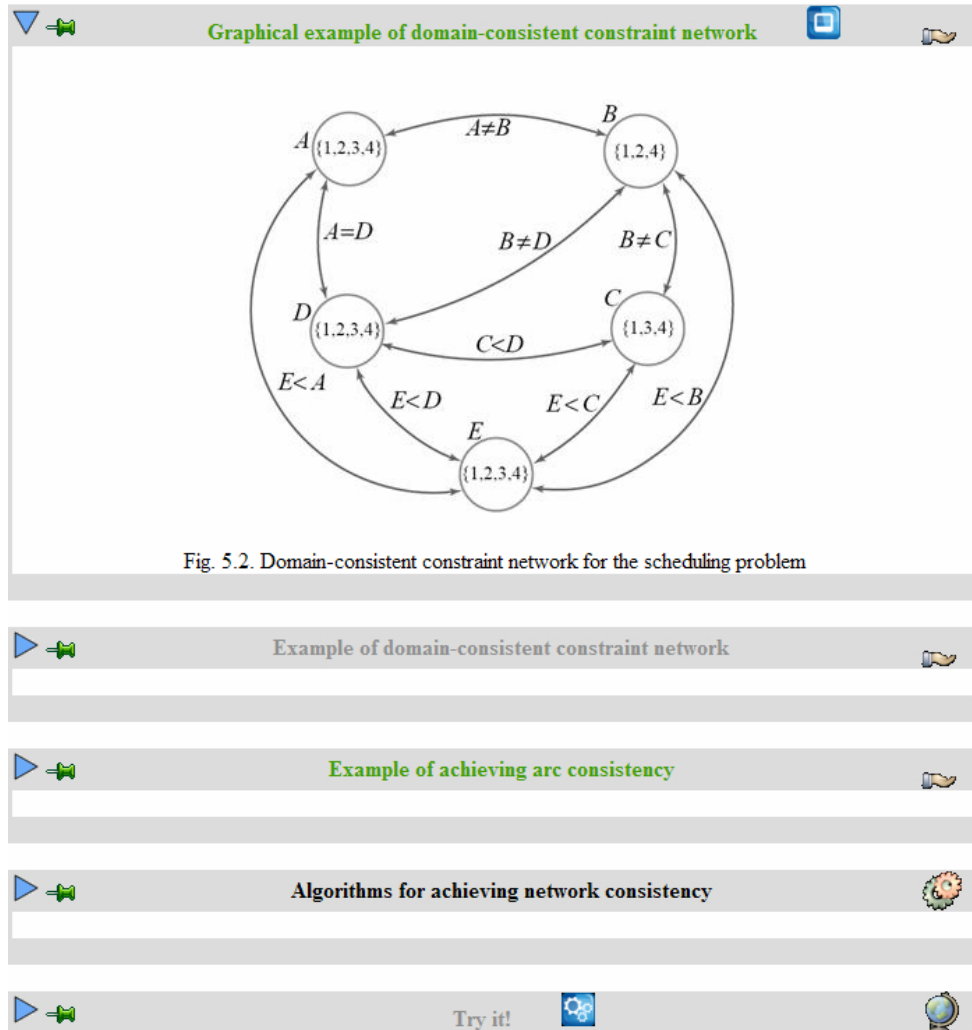 Graphical example of domain-consistent constraint network
A≠B
B
A
{1,2,3,4}
{1,2,4}
A=D
B≠D
B≠C
D
C
{1,2,3,4}
{1,3,4}
C<D
E<A
E<D
E<C
E<B
E
{1,2,3,4}
Fig. 5.2. Domain-consistent constraint network for the scheduling problem
Example of domain-consistent constraint network
Example of achieving arc consistency
Algorithms for achieving network consistency
Try it!